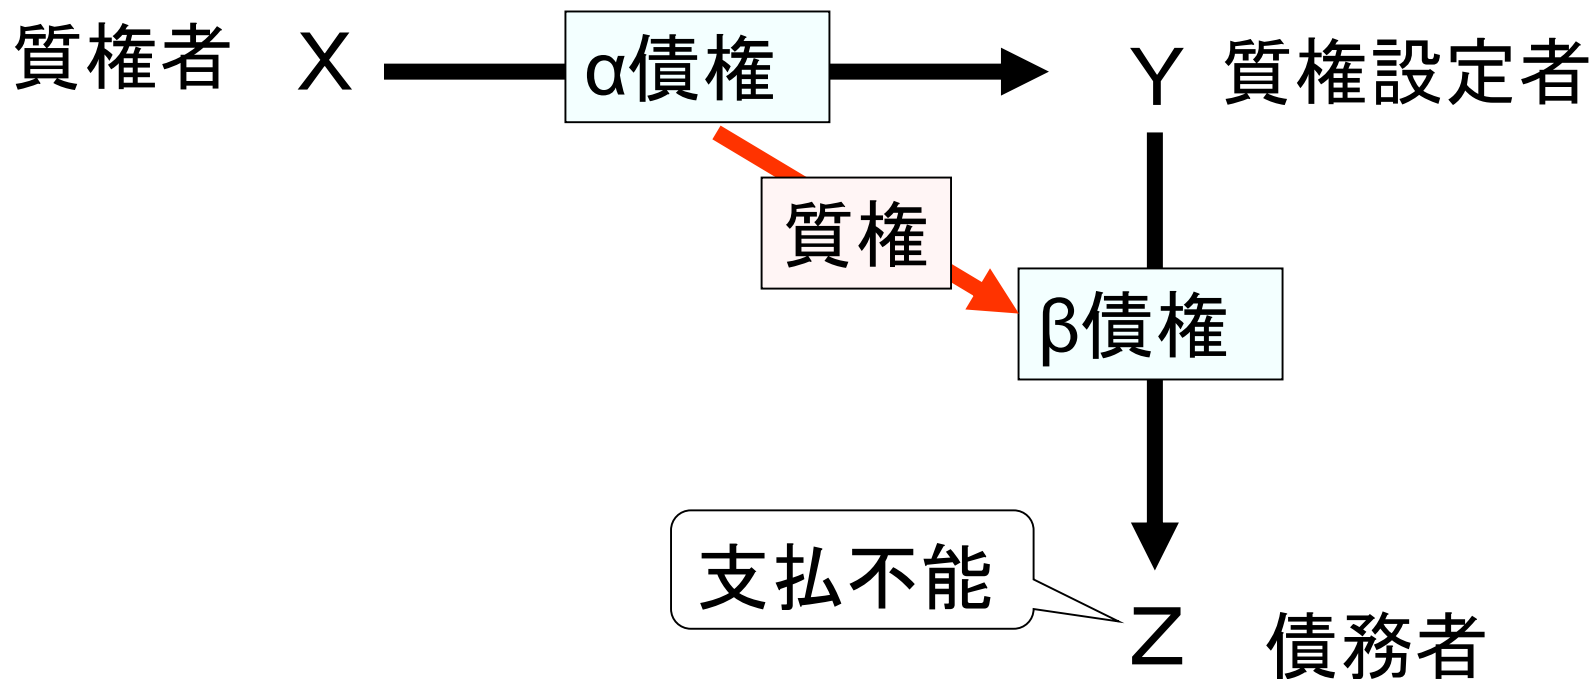 質権者 X
α債権
Y 質権設定者
質権
β債権
支払不能
Z 債務者